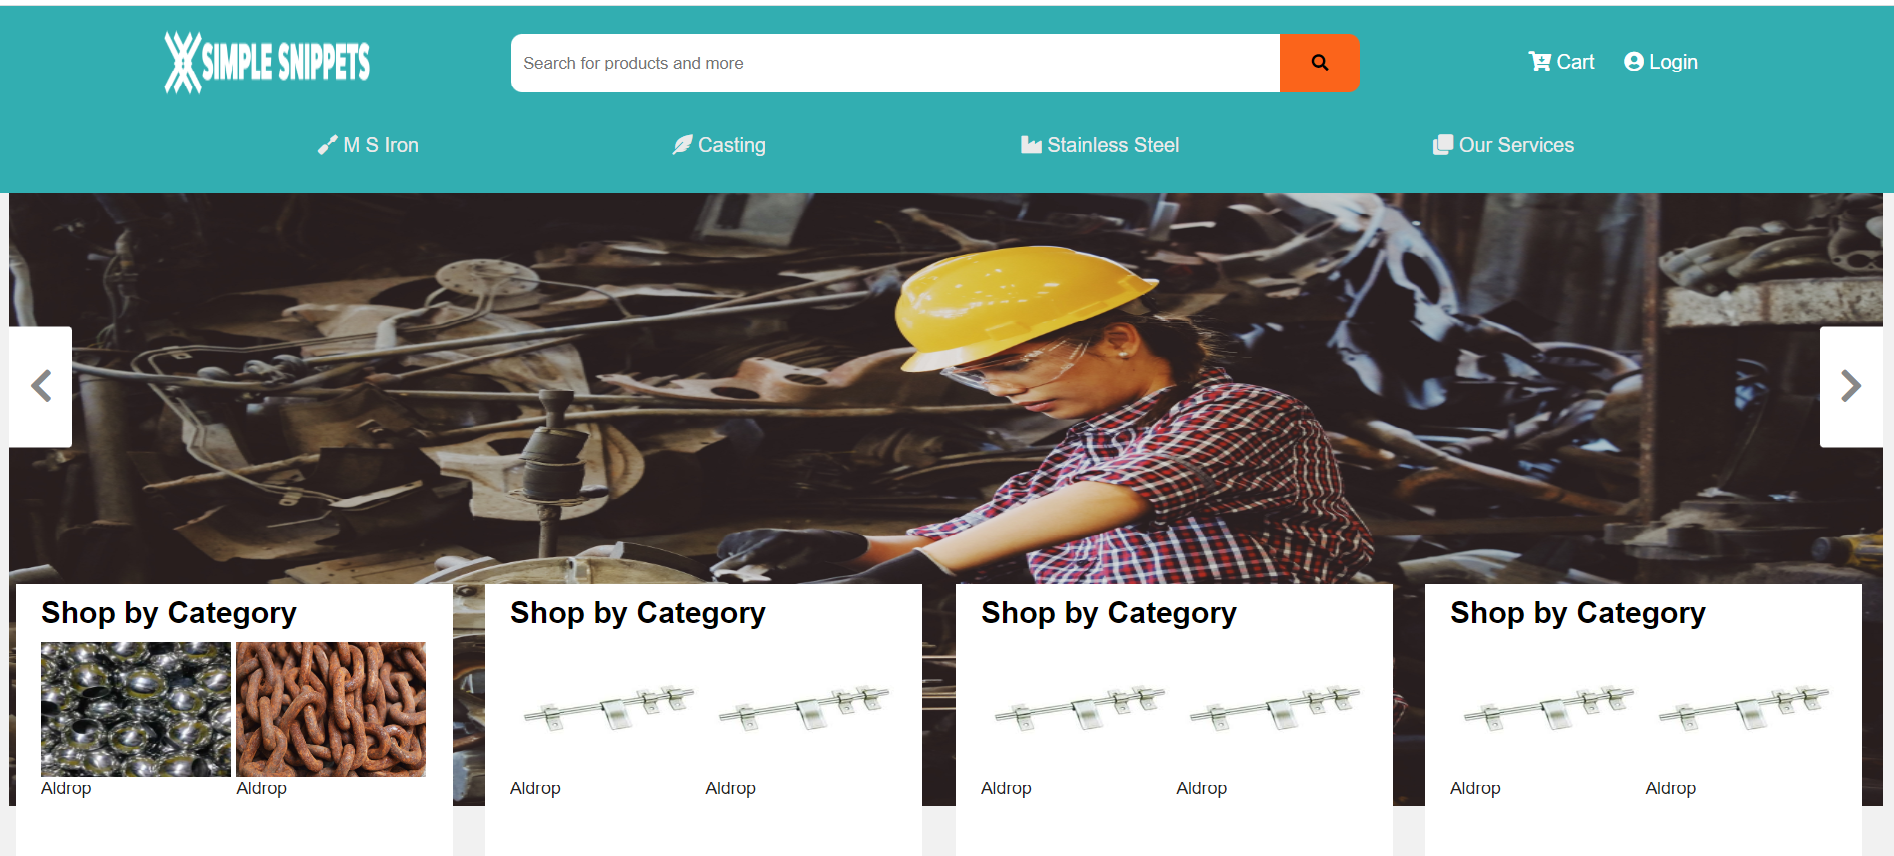 SIMPLE SNIPPETS
Search for products and more
Cart
Login
M S Iron
Casting
Stainless Steel
Our Services
Shop by Category
Aldrop
Aldrop
Shop by Category
Aldrop
Aldrop
Shop by Category
Aldrop
Aldrop
Shop by Category
Aldrop
Aldrop